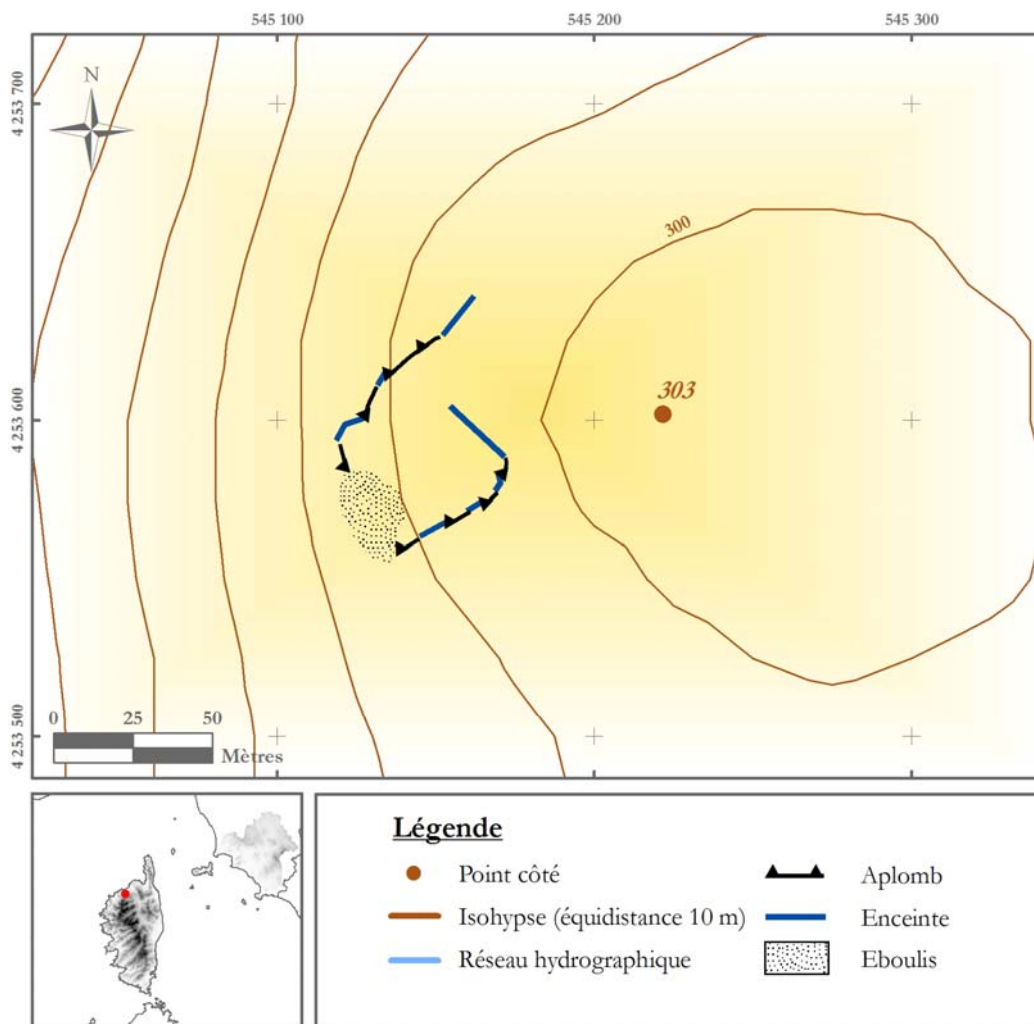 545 100 545 200 545 300
4 253 700
N
300
303
4 253 600
4 253 500
0 25 50
Mètres
Légende
Point côté
Isohypse (équidistance 10 m)
Réseau hydrographique
Aplomb
Enceinte
Eboulis